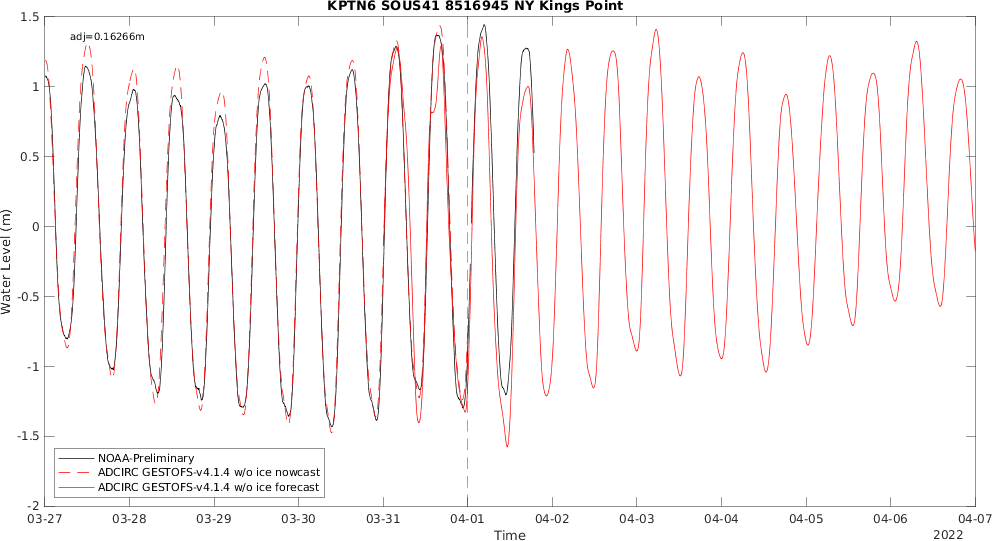 KPTN6 SOUS41 8516945 NY Kings Point
adj=0.16266m
1.5
1
0.5
0
-0.5
-1
-1.5
-2
Water Level (m)
NOAA-Preliminary
ADCIRC GESTOFS-v4.1.4 w/o ice nowcast
ADCIRC GESTOFS-v4.1.4 w/o ice forecast
03-27 03-28 03-29 03-30 03-31 04-01 04-02 04-03 04-04 04-05 04-06 04-07
Time
2022